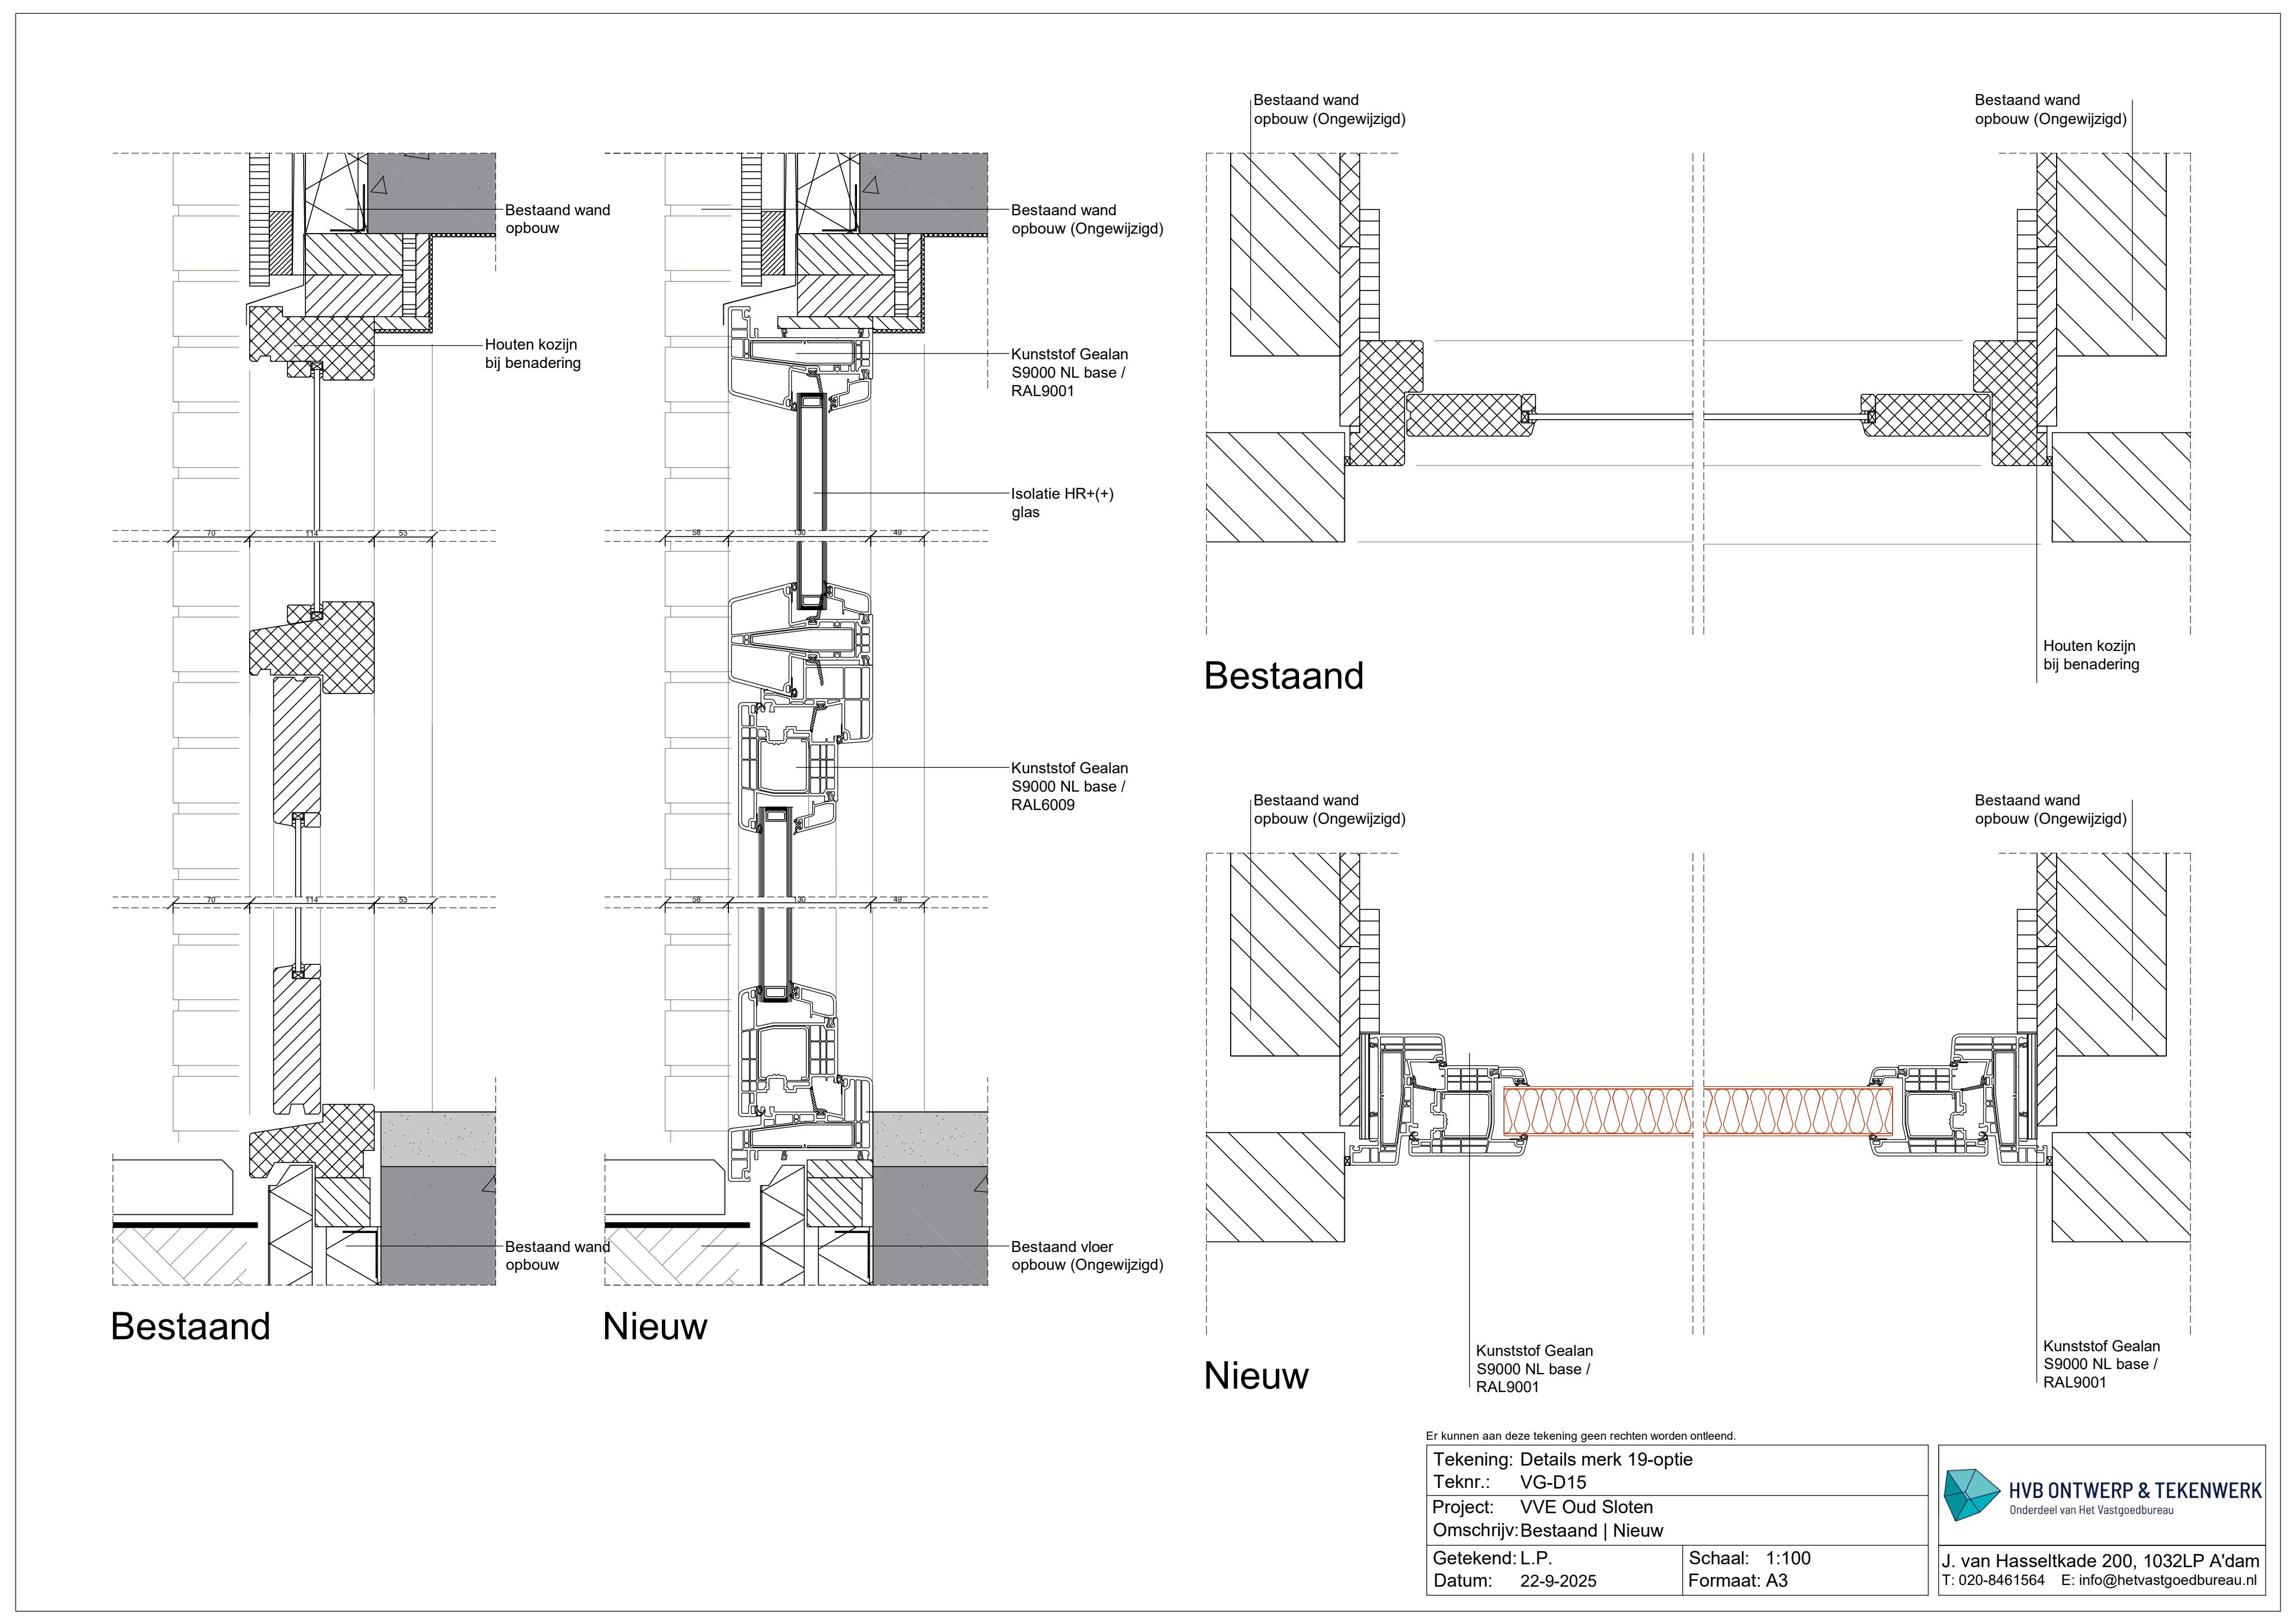 Bestaand wand
opbouw
Houten kozijn
bij benadering
70
114
53
70
114
53
Bestaand wand
opbouw
Bestaand
Bestaand wand
opbouw (Ongewijzigd)
Kunststof Gealan
S9000 NL base /
RAL9001
Isolatie HR+(+)
glas
58
130
49
Kunststof Gealan
S9000 NL base /
RAL6009
58
130
49
Bestaand vloer
opbouw (Ongewijzigd)
Nieuw
Bestaand wand
opbouw (Ongewijzigd)
Bestaand wand
opbouw (Ongewijzigd)
Houten kozijn
bij benadering
Bestaand
Bestaand wand
opbouw (Ongewijzigd)
Bestaand wand
opbouw (Ongewijzigd)
Kunststof Gealan
S9000 NL base /
RAL9001
Kunststof Gealan
S9000 NL base /
RAL9001
Nieuw
Er kunnen aan deze tekening geen rechten worden ontleend.
Tekening: Details merk 19-optie
Teknr.: VG-D15
Project: VVE Oud Sloten
Omschrijv: Bestaand | Nieuw
Getekend: L.P.
Datum: 22-9-2025
Schaal: 1:100
Formaat: A3
HVB ONTWERP & TEKENWERK
Onderdeel van Het Vastgoedbureau
J. van Hasseltkade 200, 1032LP A'dam
T: 020-8461564 E: info@hetvastgoedbureau.nl